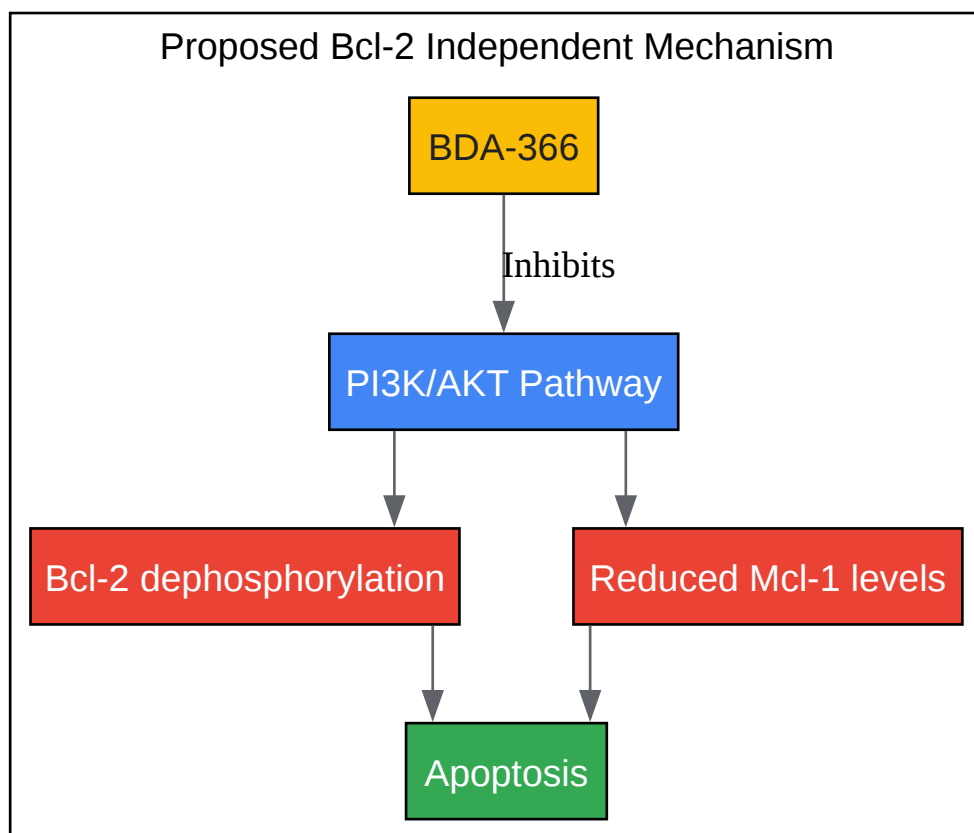 Proposed Bcl-2 Independent Mechanism
BDA-366
Inhibits
PI3K/AKT Pathway
Bcl-2 dephosphorylation
Reduced Mcl-1 levels
Apoptosis